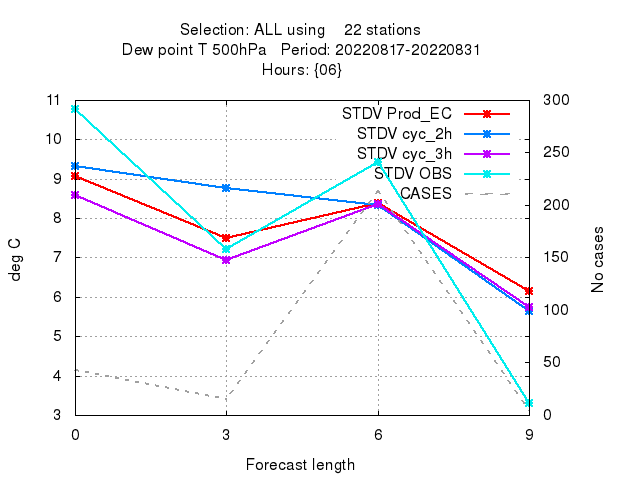 Selection: ALL using    22 stations
Dew point T 500hPa   Period: 20220817-20220831
Hours: {06}
STDV Prod_EC
STDV cyc_2h
STDV cyc_3h
STDV OBS
CASES
11
10
9
8
7
6
5
4
3
300
250
200
150
100
50
0
deg C
No cases
0 3 6 9
Forecast length